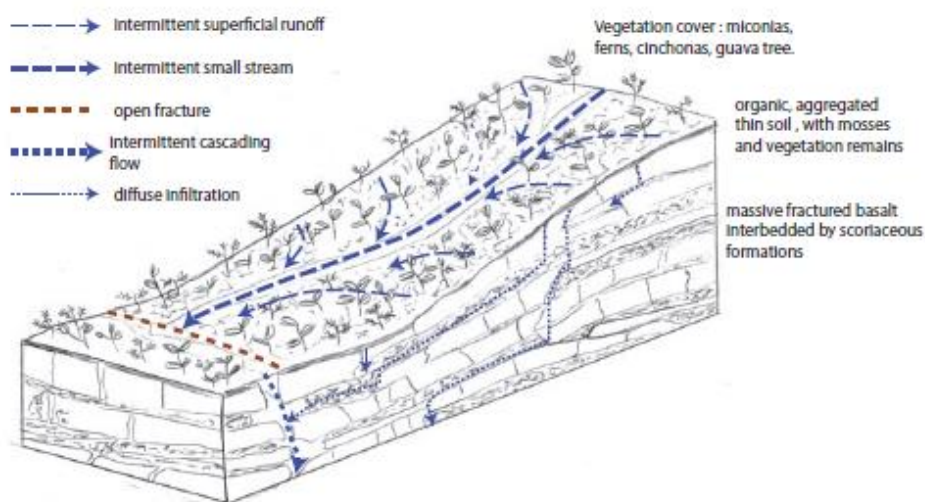 Intermittent superficial runoff
Intermittent small stream
open fracture
Intermittent cascading
flow
diffuse infiltration
Vegetation cover : miconias,
ferns, cinchonas, guava tree.
organic, aggregated
thin soil , with mosses
and vegetation remains
massive fractured basalt
interbedded by scoriaceous
formations